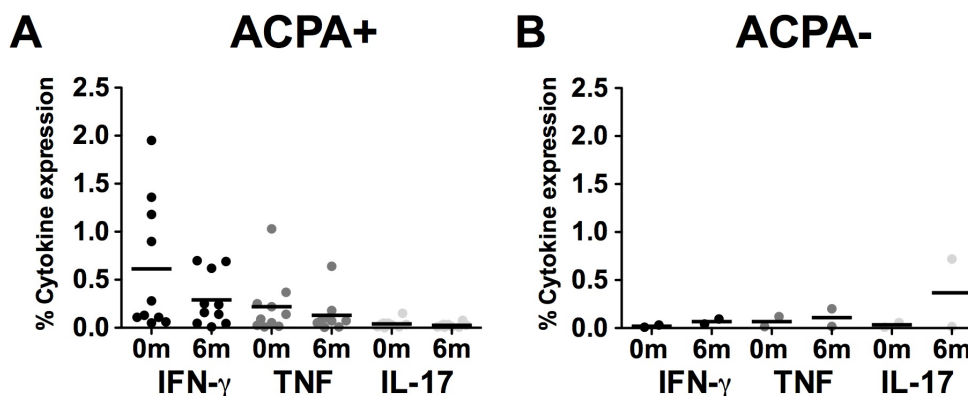 A ACPA+
% Cytokine expression
2.5
2.0
1.5
1.0
0.5
0.0
0m 6m 0m 6m 0m 6m
IFN-γ TNF IL-17
B ACPA-
% Cytokine expression
2.5
2.0
1.5
1.0
0.5
0.0
0m 6m 0m 6m 0m 6m
IFN-γ TNF IL-17